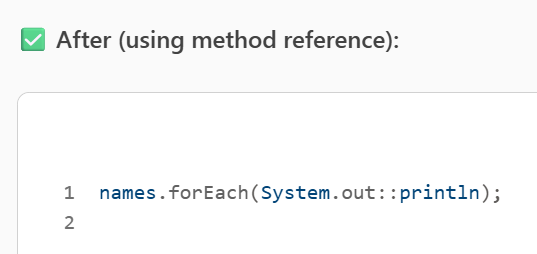 ✅ After (using method reference):
1 names.forEach(System.out::println);
2